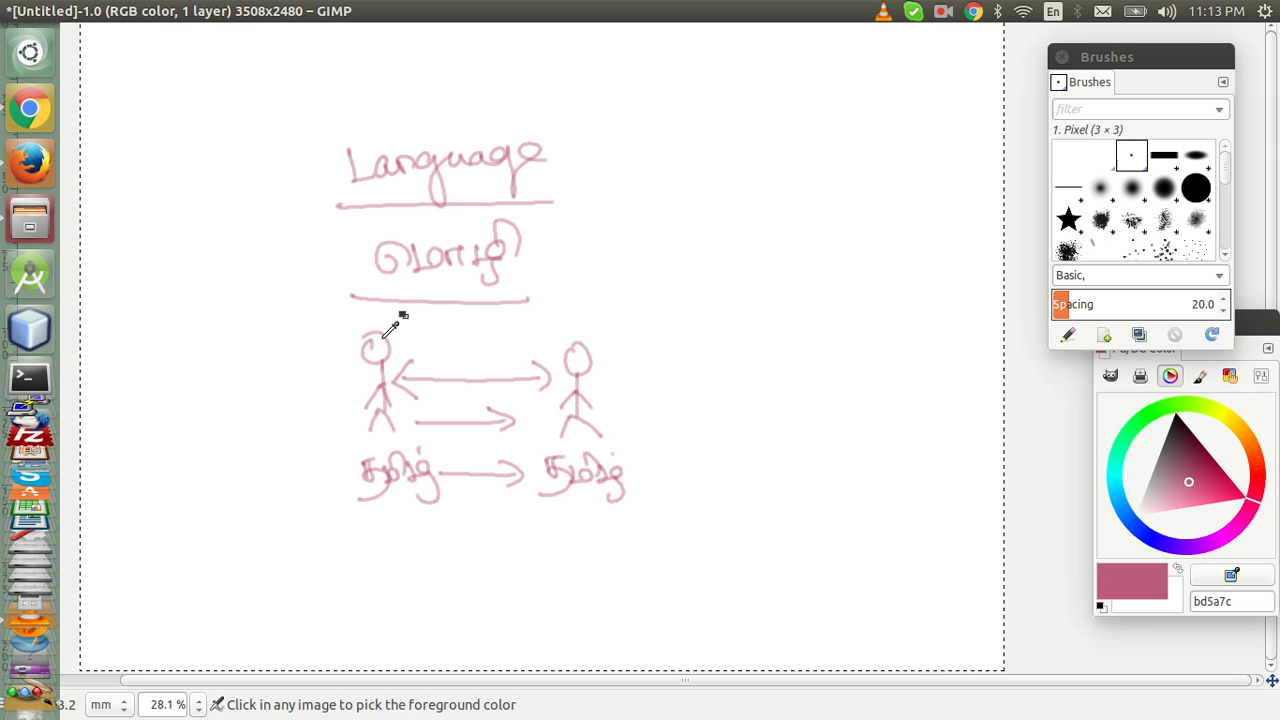 *[Untitled]-1.0 (RGB color, 1 layer) 3508x2480 – GIMP
En
11:13 PM
Brushes
Brushes
filter
1. Pixel (3 × 3)
Language
மொழி
Basic,
Spacing 20.0
தமிழ் தமிழ்
bd5a7c
mm 28.1 % Click in any image to pick the foreground color